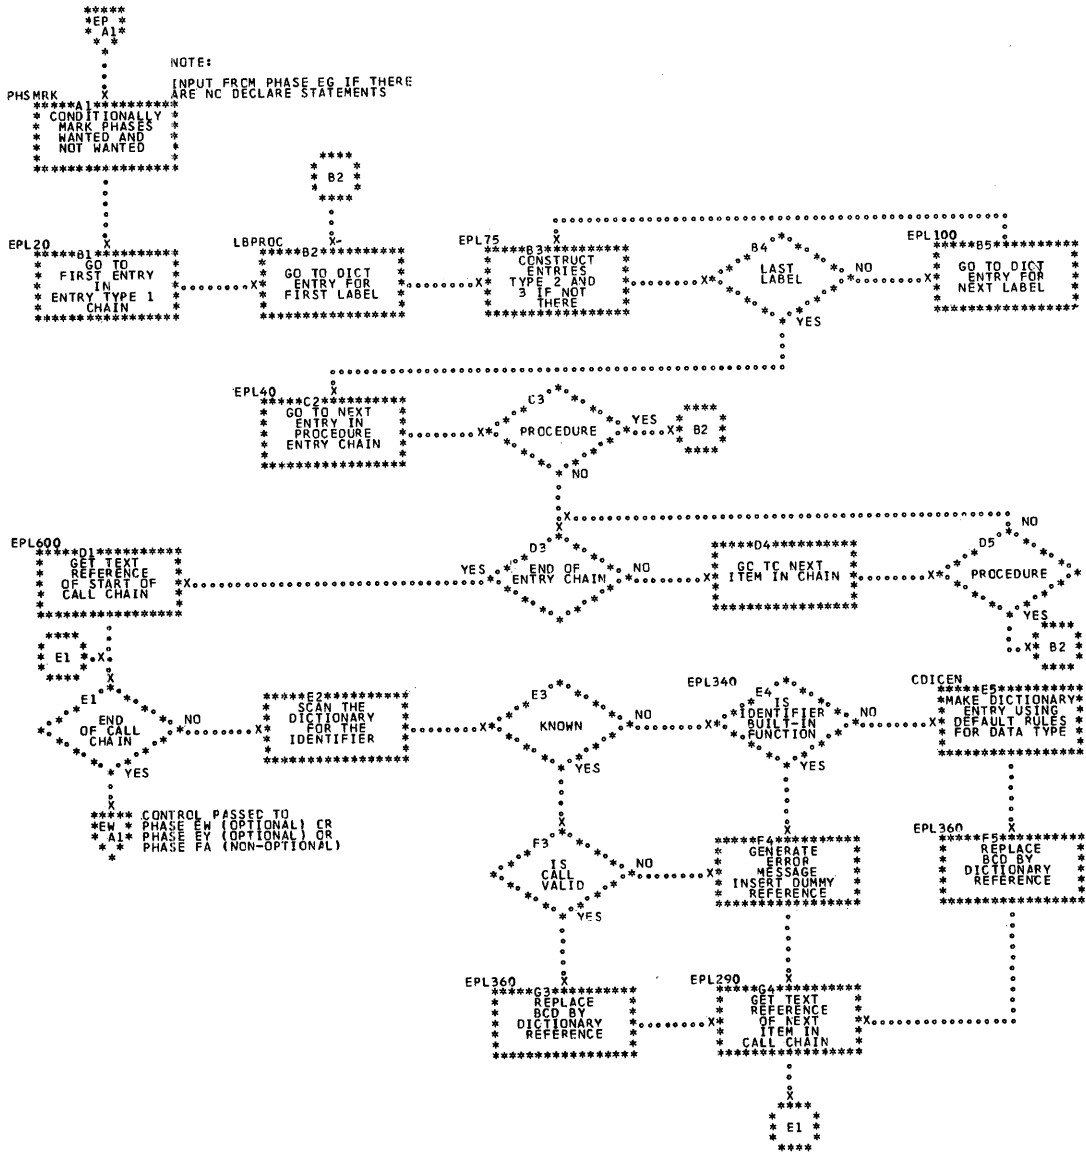 EP
A1
NOTE:
INPUT FROM PHASE EG IF THERE
ARE NO DECLARE STATEMENTS
PHSMRK
A1
CONDITIONALLY
MARK PHASES
WANTED AND
NOT WANTED
B2
EPL20
B1
GO TO
FIRST ENTRY
IN
ENTRY TYPE 1
CHAIN
LBPROC
B2
GO TO DICT
ENTRY FOR
FIRST LABEL
EPL75
B3
CONSTRUCT
ENTRIES
TYPE 2 AND
3 IF NOT
THERE
B4
LAST
LABEL
NO
YES
EPL100
B5
GO TO DICT
ENTRY FOR
NEXT LABEL
EPL40
C2
GO TO NEXT
ENTRY IN
PROCEDURE
ENTRY CHAIN
C3
PROCEDURE
YES
B2
NO
EPL600
D1
GET TEXT
REFERENCE
OF START OF
CALL CHAIN
YES
D3
END OF
ENTRY CHAIN
NO
D4
GO TO NEXT
ITEM IN CHAIN
NO
D5
PROCEDURE
YES
B2
E1
E1
END
OF CALL
CHAIN
NO
YES
E2
SCAN THE
DICTIONARY
FOR THE
IDENTIFIER
E3
KNOWN
NO
YES
EPL340
E4
IS
IDENTIFIER
BUILT-IN
FUNCTION
NO
YES
CDICEN
E5
MAKE DICTIONARY
ENTRY USING
DEFAULT RULES
FOR DATA TYPE
EW
A1
CONTROL PASSED TO
PHASE EW (OPTIONAL) OR
PHASE EY (OPTIONAL) OR
PHASE FA (NON-OPTIONAL)
F3
IS
CALL
VALID
NO
YES
F4
GENERATE
ERROR
MESSAGE
INSERT DUMMY
REFERENCE
EPL360
F5
REPLACE
BCD BY
DICTIONARY
REFERENCE
EPL360
G3
REPLACE
BCD BY
DICTIONARY
REFERENCE
EPL290
G4
GET TEXT
REFERENCE
OF NEXT
ITEM IN
CALL CHAIN
E1